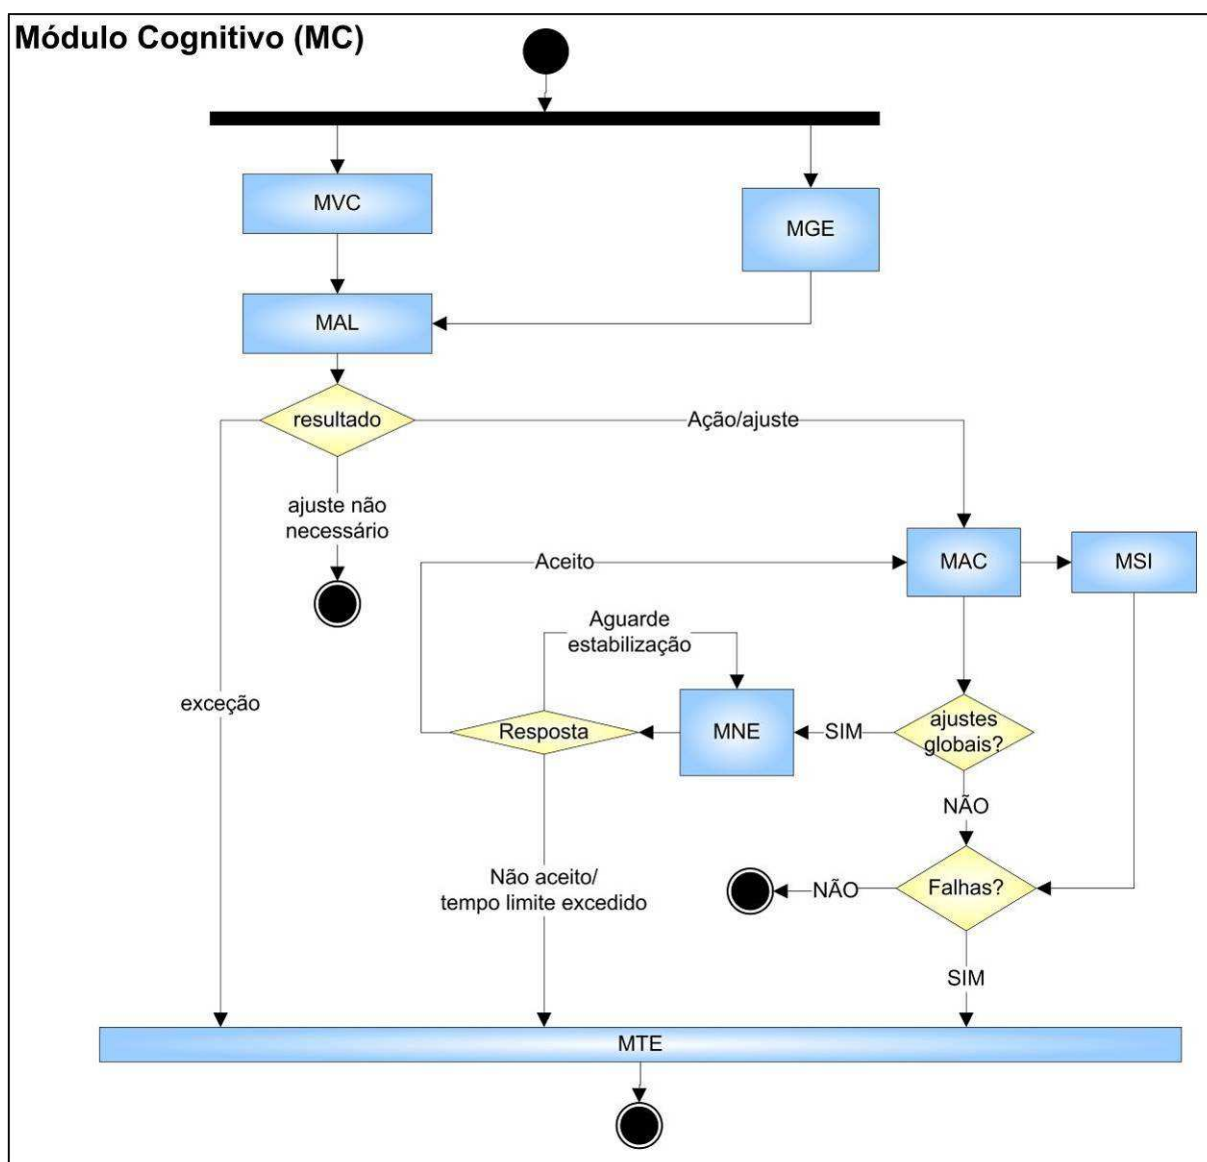 Módulo Cognitivo (MC)
MVC
MGE
MAL
resultado
Ação/ajuste
ajuste não
necessário
Aceito
MAC
MSI
Aguarde
estabilização
exceção
Resposta
MNE
SIM
ajustes
globais?
NÃO
Não aceito/
tempo limite excedido
NÃO
Falhas?
SIM
MTE